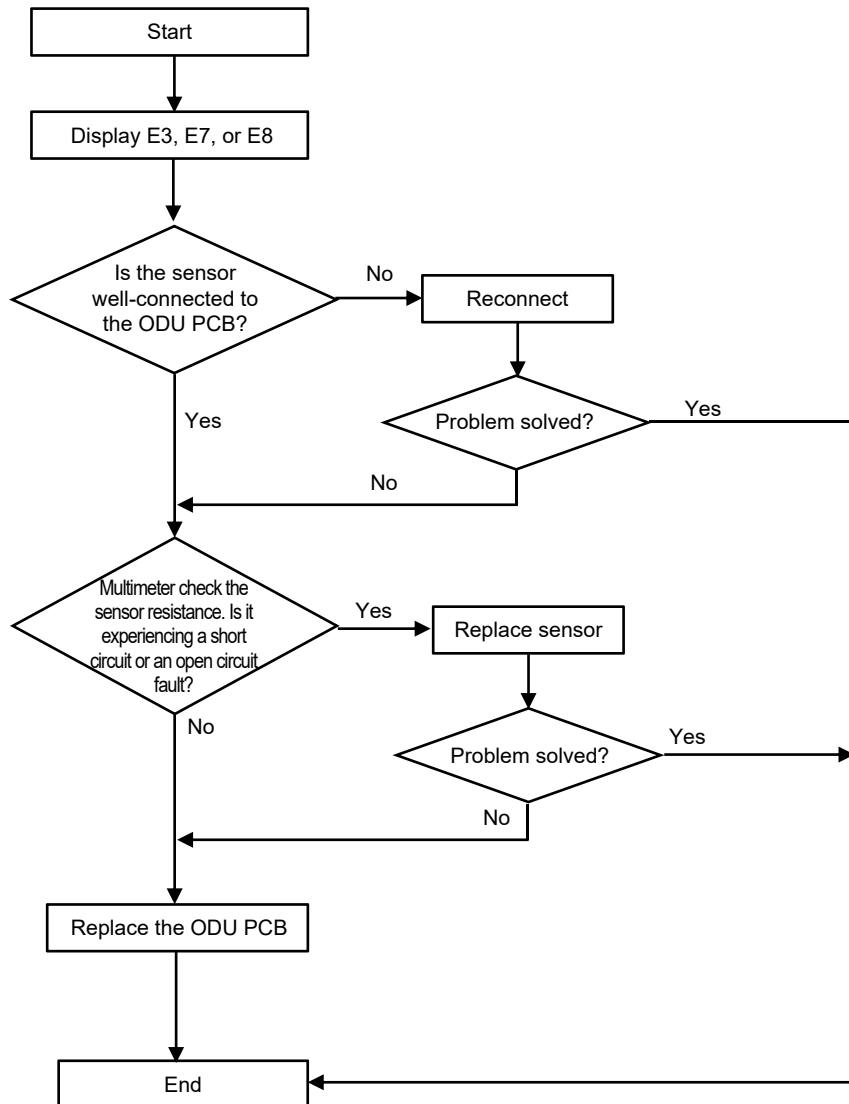 Start
Display E3, E7, or E8
Is the sensor
well-connected to
the ODU PCB?
No
Reconnect
Yes
Problem solved?
Yes
No
Multimeter check the
sensor resistance. Is it
experiencing a short
circuit or an open circuit
fault?
Yes
Replace sensor
No
Problem solved?
Yes
No
Replace the ODU PCB
End